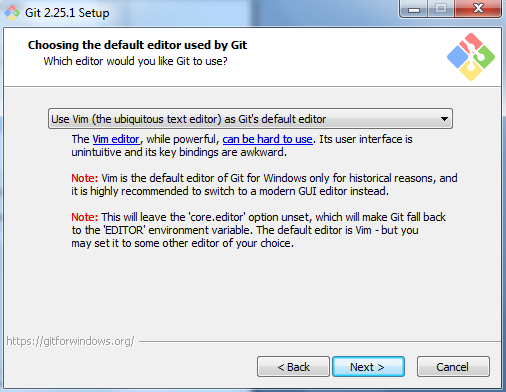 Git 2.25.1 Setup
Choosing the default editor used by Git
Which editor would you like Git to use?
Use Vim (the ubiquitous text editor) as Git's default editor
The Vim editor, while powerful, can be hard to use. Its user interface is
unintuitive and its key bindings are awkward.
Note: Vim is the default editor of Git for Windows only for historical reasons, and
it is highly recommended to switch to a modern GUI editor instead.
Note: This will leave the 'core.editor' option unset, which will make Git fall back
to the 'EDITOR' environment variable. The default editor is Vim - but you
may set it to some other editor of your choice.
https://gitforwindows.org/
< Back
Next >
Cancel